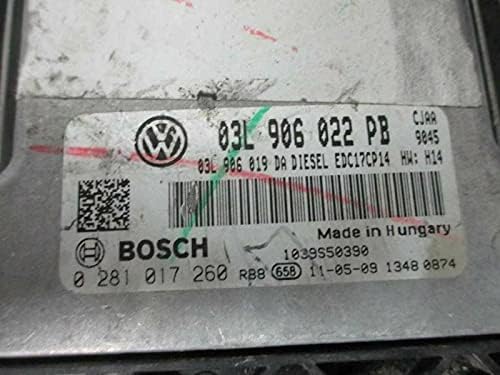 03L 906 022 PB CJAA
9045
03L 906 019 DA DIESEL EDC17CP14 HW: H14
Made in Hungary
BOSCH 1039S50390
0 281 017 260 RBB 658 11-05-09 1348 0874